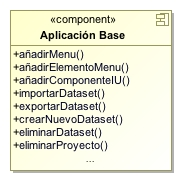 «component»
Aplicación Base
+añadirMenu()
+añadirElementoMenu()
+añadirComponenteIU()
+importarDataset()
+exportarDataset()
+crearNuevoDataset()
+eliminarDataset()
+eliminarProyecto()
...